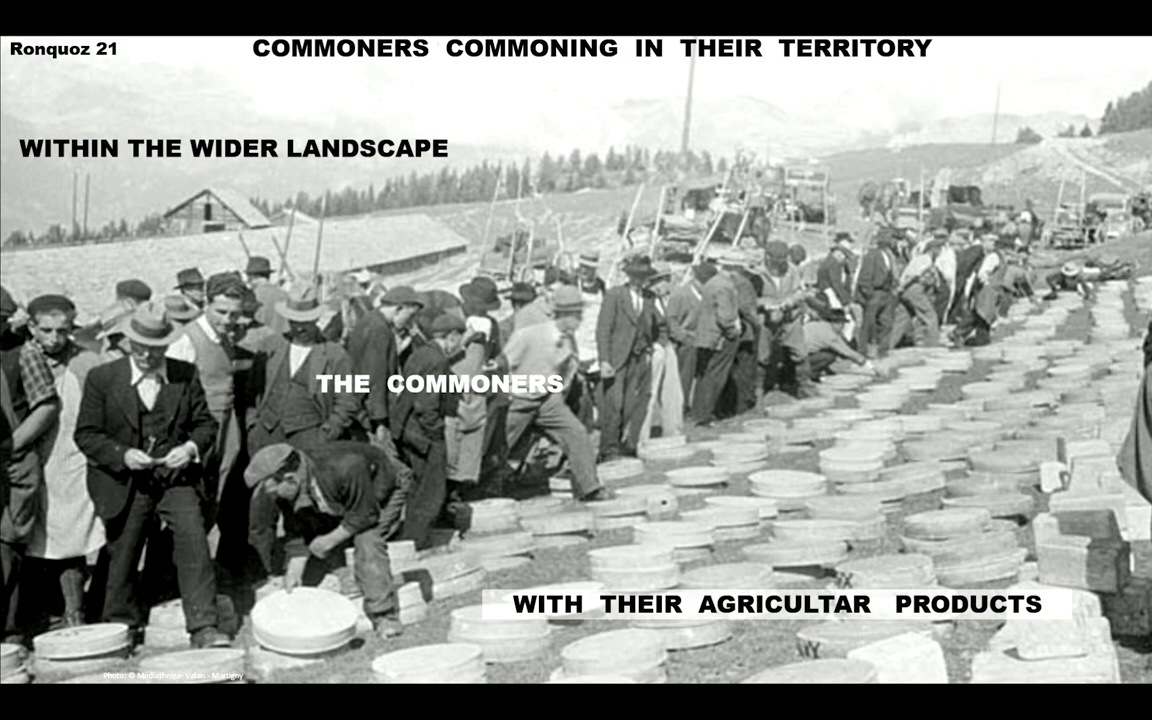 Ronquoz 21
COMMONERS COMMONING IN THEIR TERRITORY
WITHIN THE WIDER LANDSCAPE
THE COMMONERS
WITH THEIR AGRICULTAR PRODUCTS
Photo: © Médiathèque Valais - Martigny